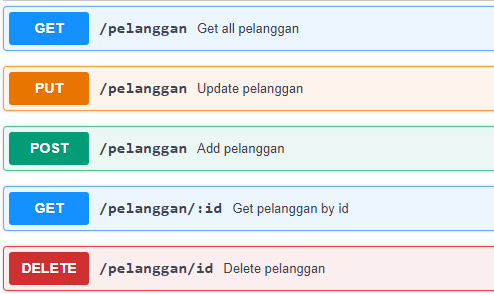 GET /pelanggan Get all pelanggan
PUT /pelanggan Update pelanggan
POST /pelanggan Add pelanggan
GET /pelanggan/:id Get pelanggan by id
DELETE /pelanggan/id Delete pelanggan